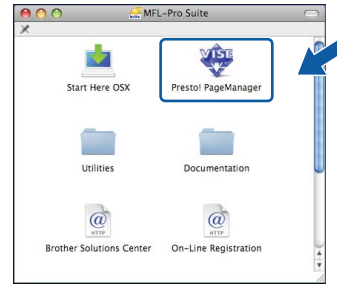 MFL-Pro Suite
Start Here OSX
VISE
Presto! PageManager
Utilities
Documentation
@
HTTP
Brother Solutions Center
@
HTTP
On-Line Registration